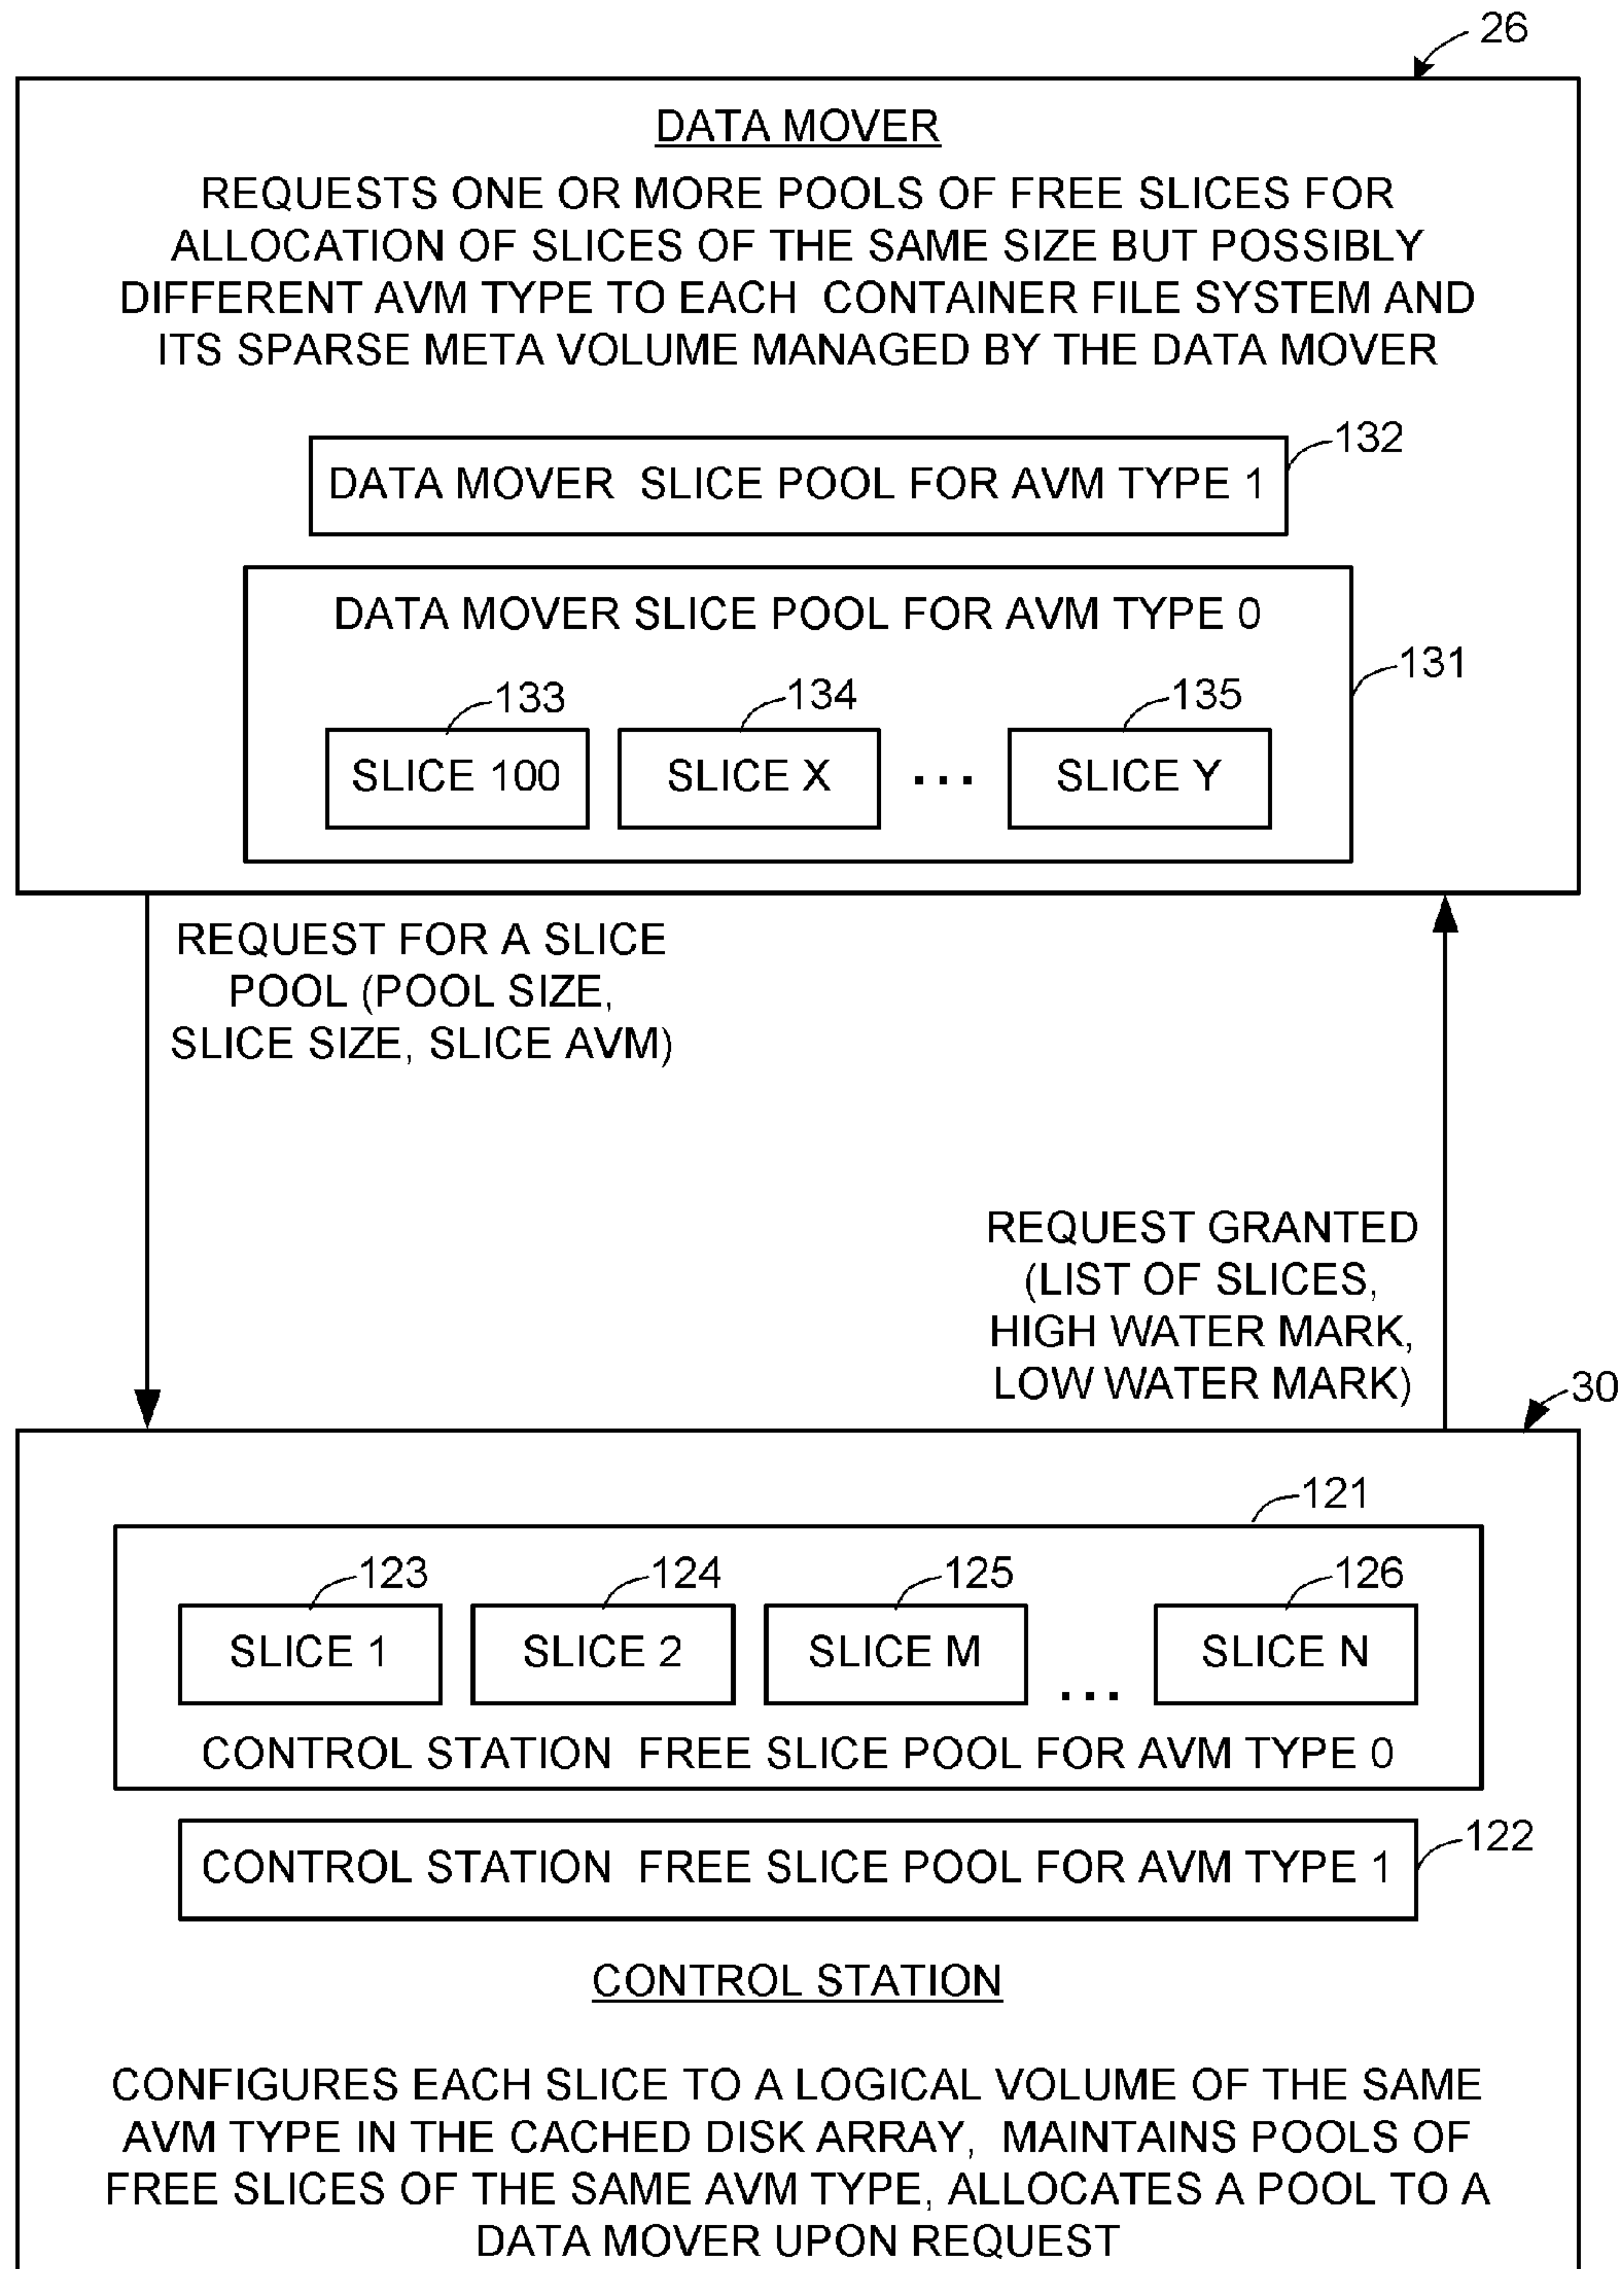 26
DATA MOVER
REQUESTS ONE OR MORE POOLS OF FREE SLICES FOR
ALLOCATION OF SLICES OF THE SAME SIZE BUT POSSIBLY
DIFFERENT AVM TYPE TO EACH CONTAINER FILE SYSTEM AND
ITS SPARSE META VOLUME MANAGED BY THE DATA MOVER
132
DATA MOVER SLICE POOL FOR AVM TYPE 1
DATA MOVER SLICE POOL FOR AVM TYPE 0
131
133 134 135
SLICE 100 SLICE X ... SLICE Y
REQUEST FOR A SLICE
POOL (POOL SIZE,
SLICE SIZE, SLICE AVM)
REQUEST GRANTED
(LIST OF SLICES,
HIGH WATER MARK,
LOW WATER MARK)
30
121
123 124 125 126
SLICE 1 SLICE 2 SLICE M ... SLICE N
CONTROL STATION FREE SLICE POOL FOR AVM TYPE 0
122
CONTROL STATION FREE SLICE POOL FOR AVM TYPE 1
CONTROL STATION
CONFIGURES EACH SLICE TO A LOGICAL VOLUME OF THE SAME
AVM TYPE IN THE CACHED DISK ARRAY, MAINTAINS POOLS OF
FREE SLICES OF THE SAME AVM TYPE, ALLOCATES A POOL TO A
DATA MOVER UPON REQUEST